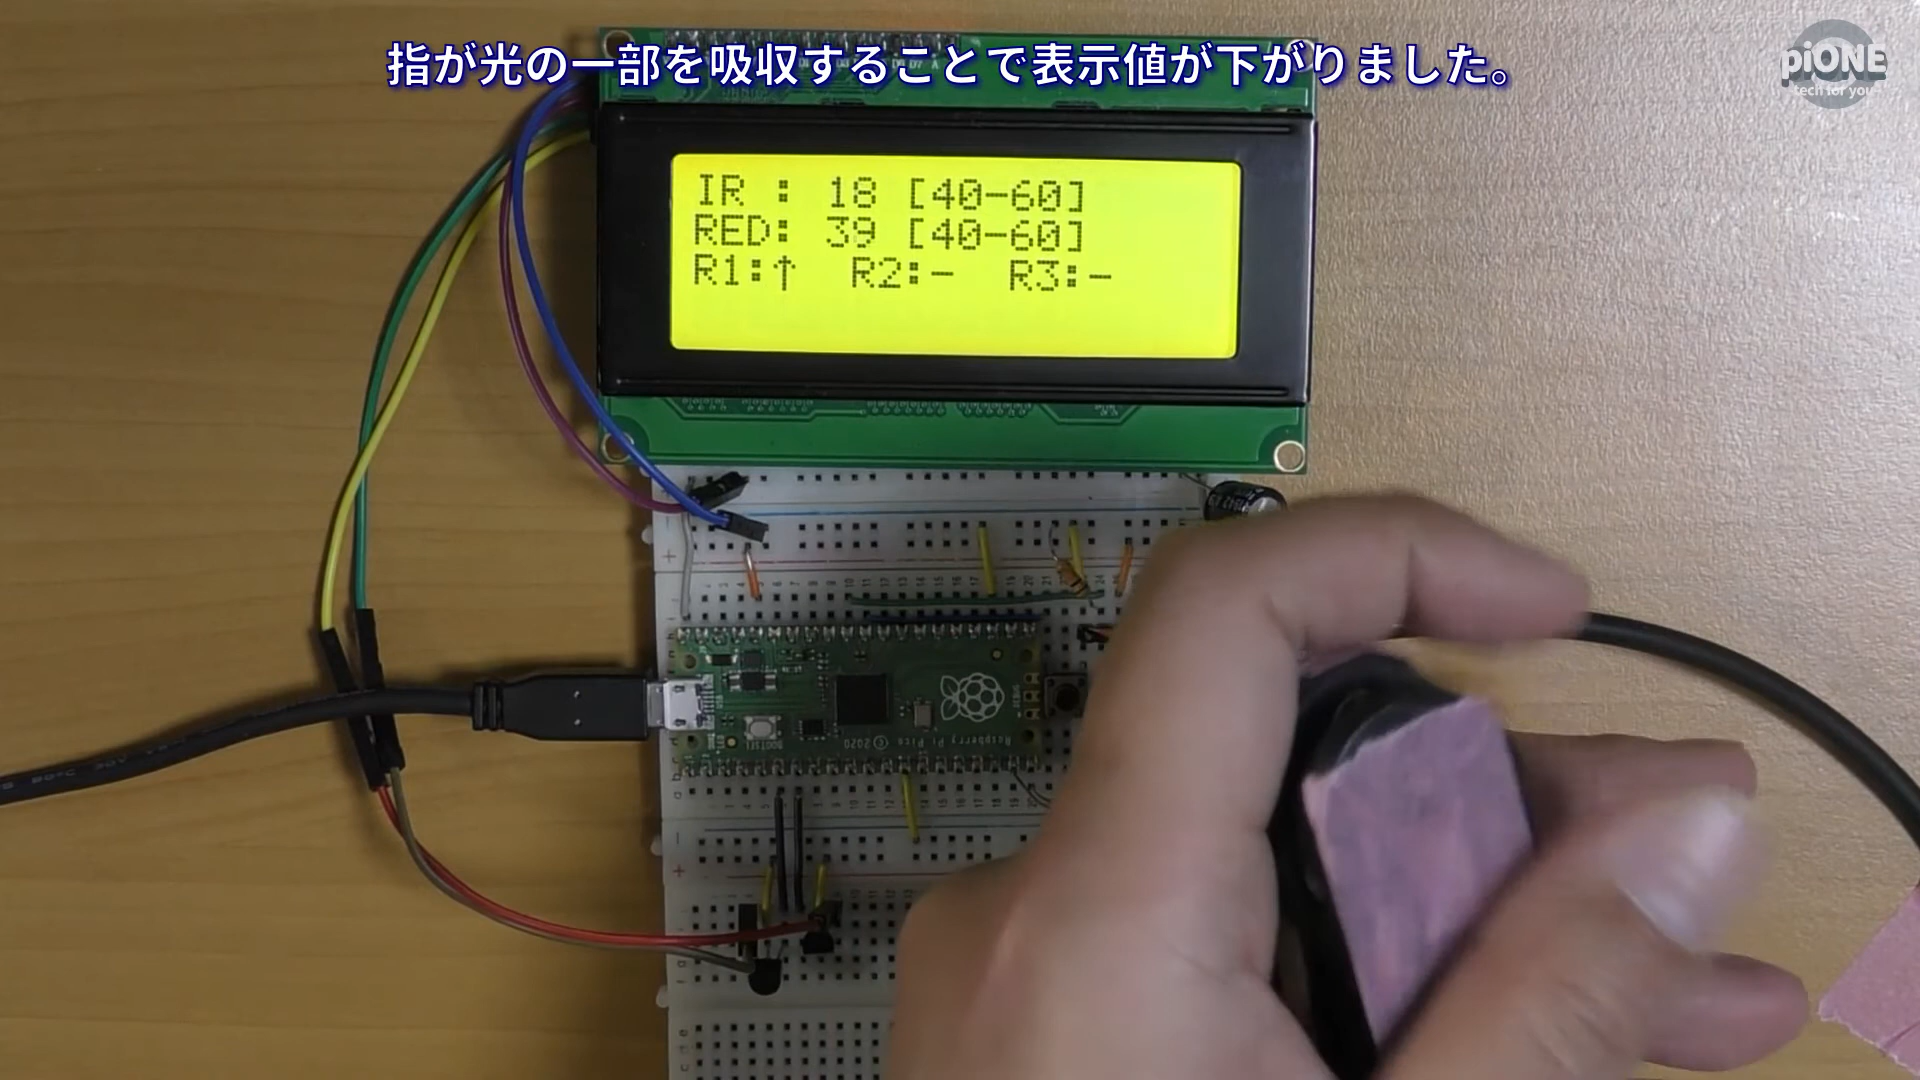 指が光の一部を吸収することで表示値が下がりました。
piONE
tech for you
IR : 18 [40-60]
RED: 39 [40-60]
R1:↑ R2:- R3:-
Raspberry Pi Pico © 2020
BOOTSEL